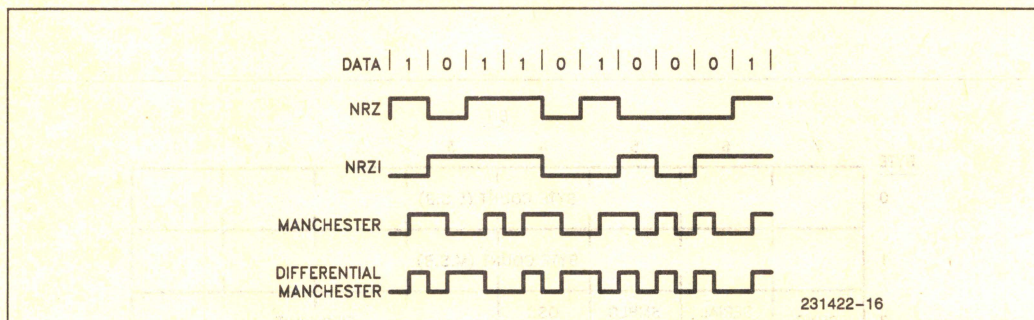 DATA | 1 | 0 | 1 | 1 | 0 | 1 | 0 | 0 | 0 | 1 |
NRZ
NRZI
MANCHESTER
DIFFERENTIAL
MANCHESTER
231422-16